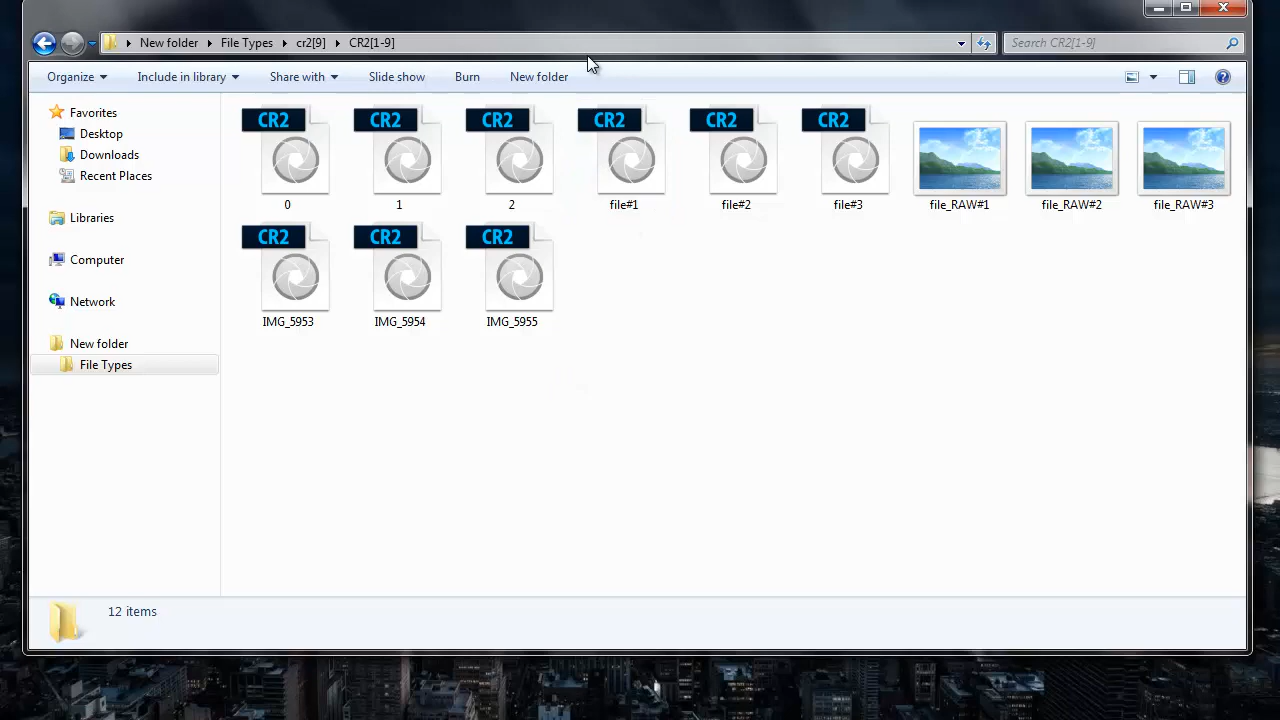 New folder File Types cr2[9] CR2[1-9] Search CR2[1-9]
Organize Include in library Share with Slide show Burn New folder
Favorites
Desktop
Downloads
Recent Places
Libraries
Computer
Network
New folder
File Types
CR2 CR2 CR2 CR2 CR2 CR2
0 1 2 file#1 file#2 file#3 file_RAW#1 file_RAW#2 file_RAW#3
CR2 CR2 CR2
IMG_5953 IMG_5954 IMG_5955
12 items